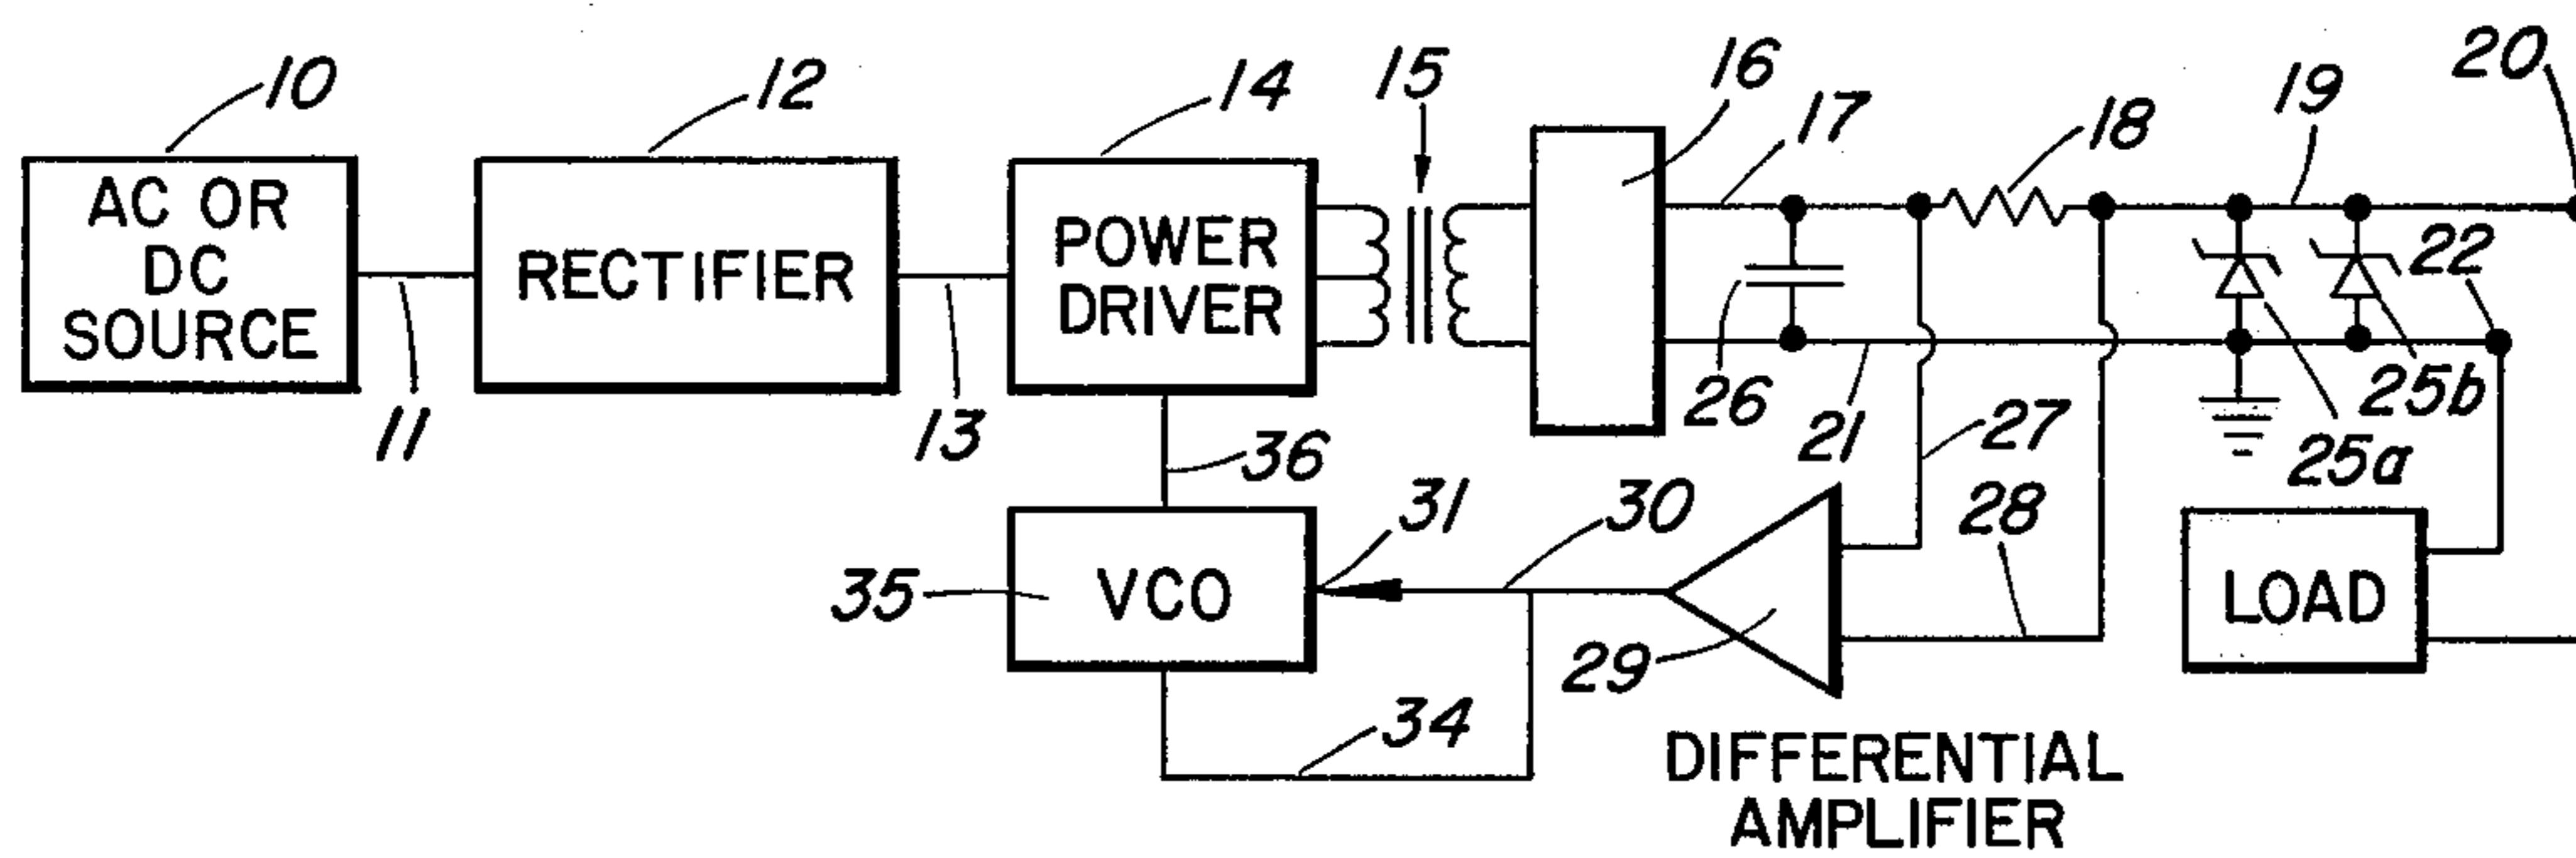 10
12
14
15
16
17
18
19
20
AC OR
DC
SOURCE
RECTIFIER
POWER
DRIVER
22
11
13
36
26
21
27
25b
25a
31
30
28
35
VCO
29
LOAD
34
DIFFERENTIAL
AMPLIFIER